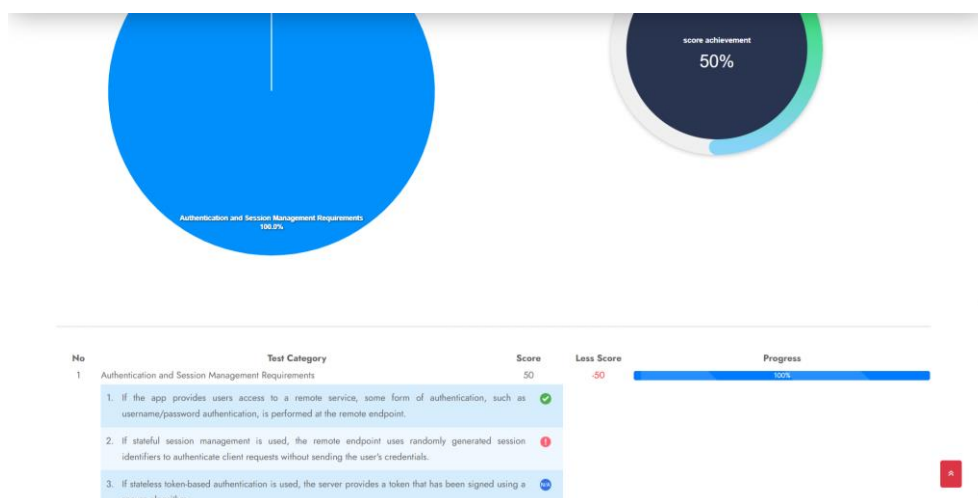 score achievement
50%
Authentication and Session Management Requirements
100.0%
No Test Category Score Less Score Progress
1 Authentication and Session Management Requirements 50 -50 100%
1. If the app provides users access to a remote service, some form of authentication, such as
username/password authentication, is performed at the remote endpoint.
2. If stateful session management is used, the remote endpoint uses randomly generated session
identifiers to authenticate client requests without sending the user's credentials.
3. If stateless token-based authentication is used, the server provides a token that has been signed using a